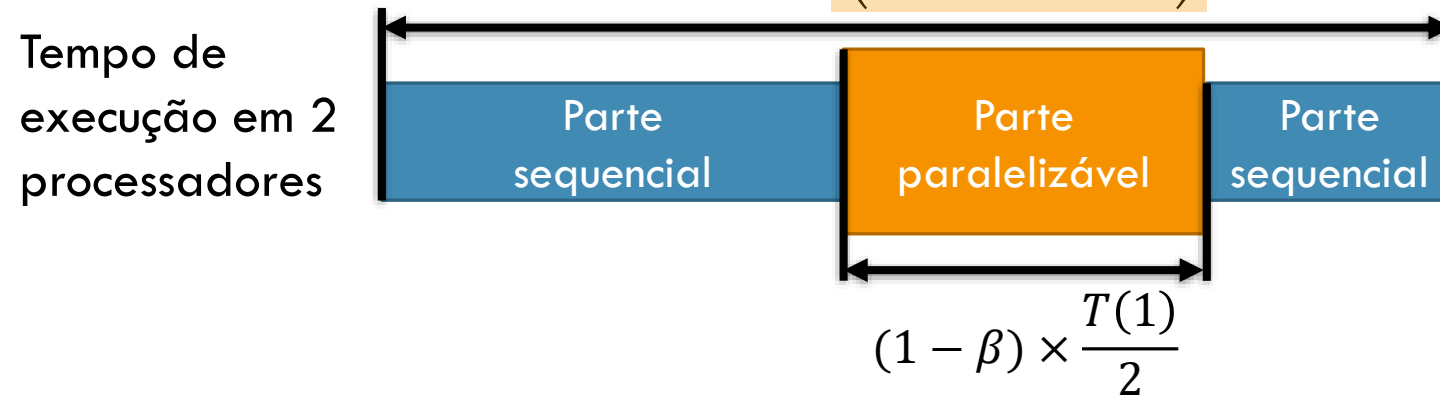 Tempo de
execução em 2
processadores
Parte
sequencial
Parte
paralelizável
Parte
sequencial
(1 − β) × T(1)/2